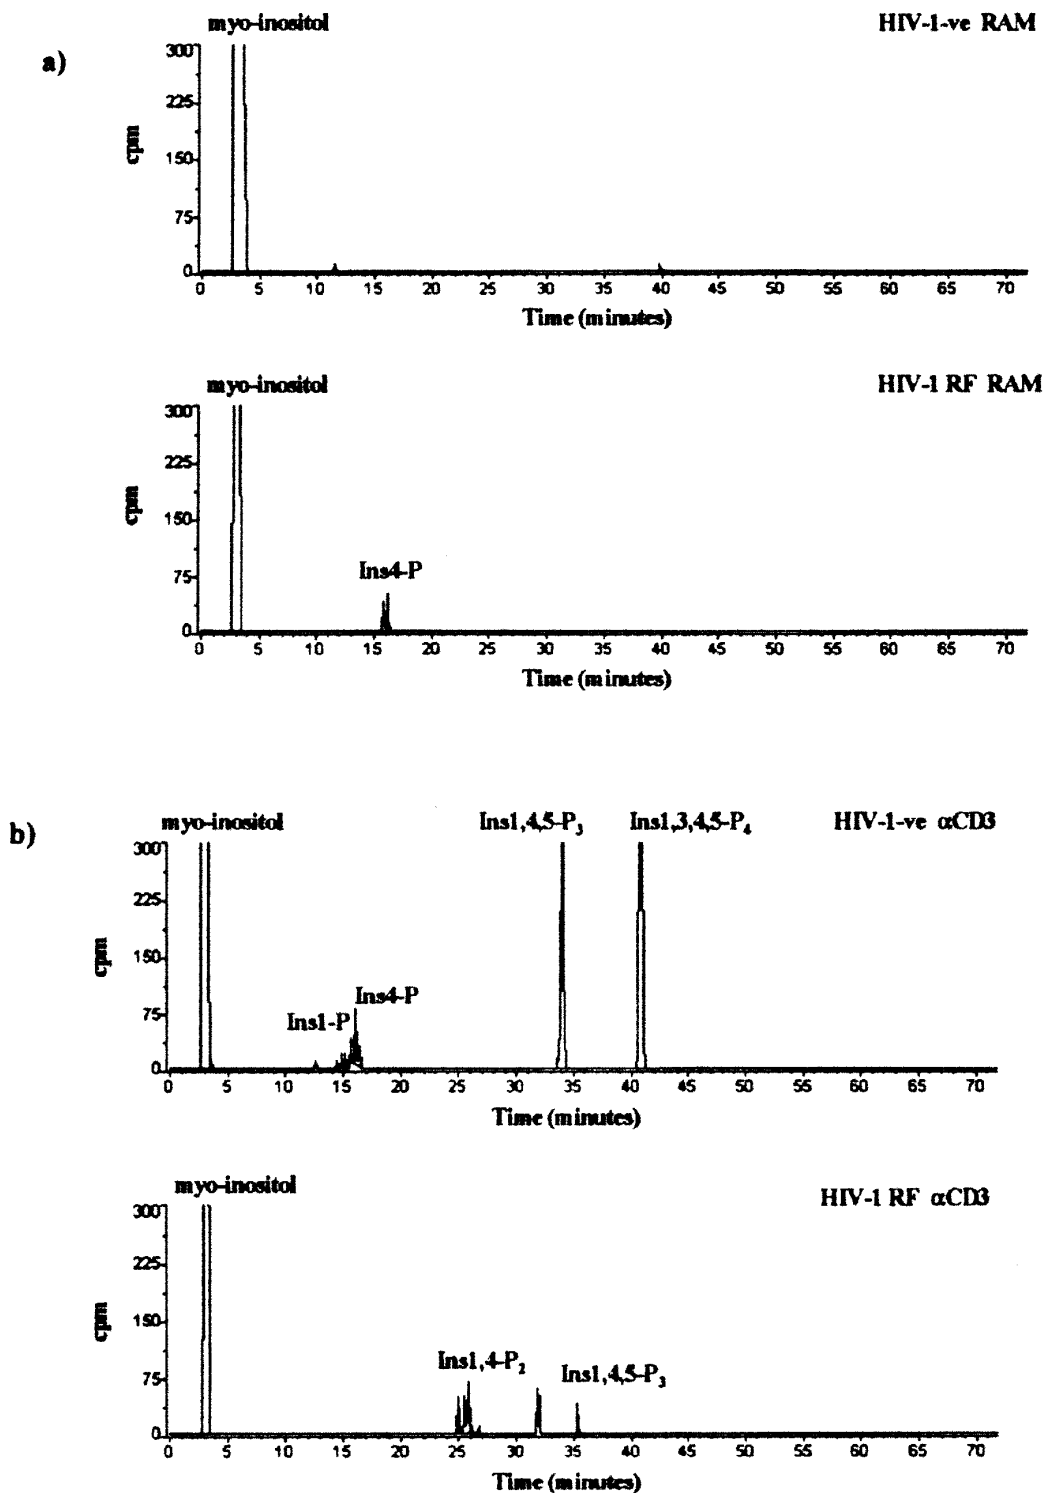 a)
myo-inositol
HIV-1-ve RAM
300
225
150
75
0
cpm
0 5 10 15 20 25 30 35 40 45 50 55 60 65 70
Time (minutes)
myo-inositol
HIV-1 RF RAM
300
225
150
75
0
cpm
Ins4-P
0 5 10 15 20 25 30 35 40 45 50 55 60 65 70
Time (minutes)
b)
myo-inositol
Ins1,4,5-P₃
Ins1,3,4,5-P₄
HIV-1-ve αCD3
300
225
150
75
0
cpm
Ins1-P
Ins4-P
0 5 10 15 20 25 30 35 40 45 50 55 60 65 70
Time (minutes)
myo-inositol
HIV-1 RF αCD3
300
225
150
75
0
cpm
Ins1,4-P₂
Ins1,4,5-P₃
0 5 10 15 20 25 30 35 40 45 50 55 60 65 70
Time (minutes)